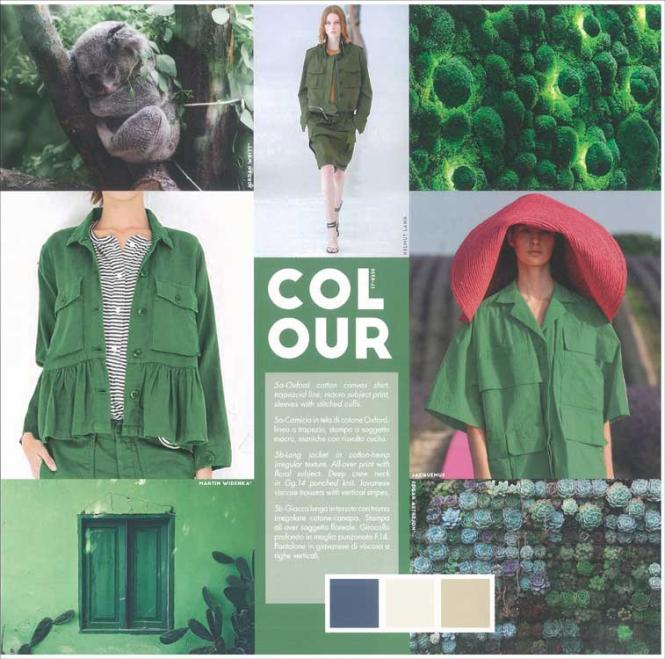 HELMUT LANG
COL
OUR
5a-Oxford cotton canvas shirt,
trapezoid line, macro subject print,
sleeves with stitched cuffs.
5a-Camicia in tela di cotone Oxford,
linea a trapezio, stampa a soggetto
macro, maniche con risvolto cucito.
5b-Long jacket in cotton-hemp
irregular texture. All-over print with
floral subject. Deep crew neck
in Gg.14 punched knit. Javanese
viscose trousers with vertical stripes.
5b-Giacca lunga in tessuto con trama
irregolare cotone-canapa. Stampa
all over soggetto floreale. Girocollo
profondo in maglia punzonata F.14.
Pantalone in giavanese di viscosa a
righe verticali.
MARTIN WIDENKA
JACQUEMUS